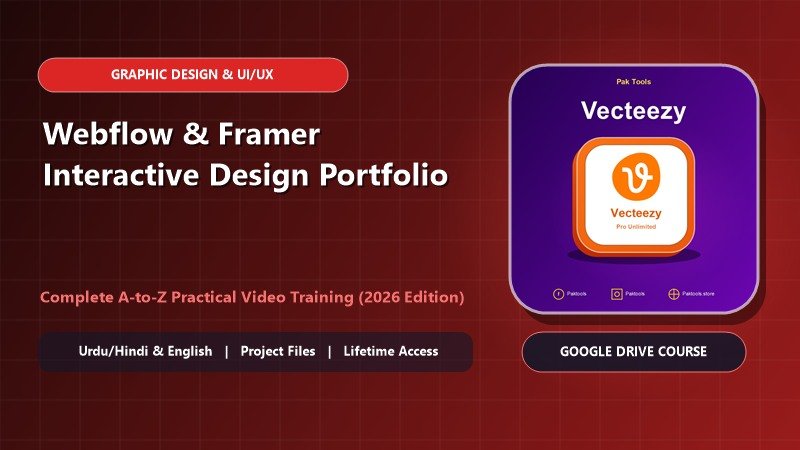 GRAPHIC DESIGN & UI/UX
Webflow & Framer
Interactive Design Portfolio
Complete A-to-Z Practical Video Training (2026 Edition)
Urdu/Hindi & English | Project Files | Lifetime Access
Pak Tools
Vecteezy
Vecteezy
Pro Unlimited
Paktools Paktools Paktools.store
GOOGLE DRIVE COURSE